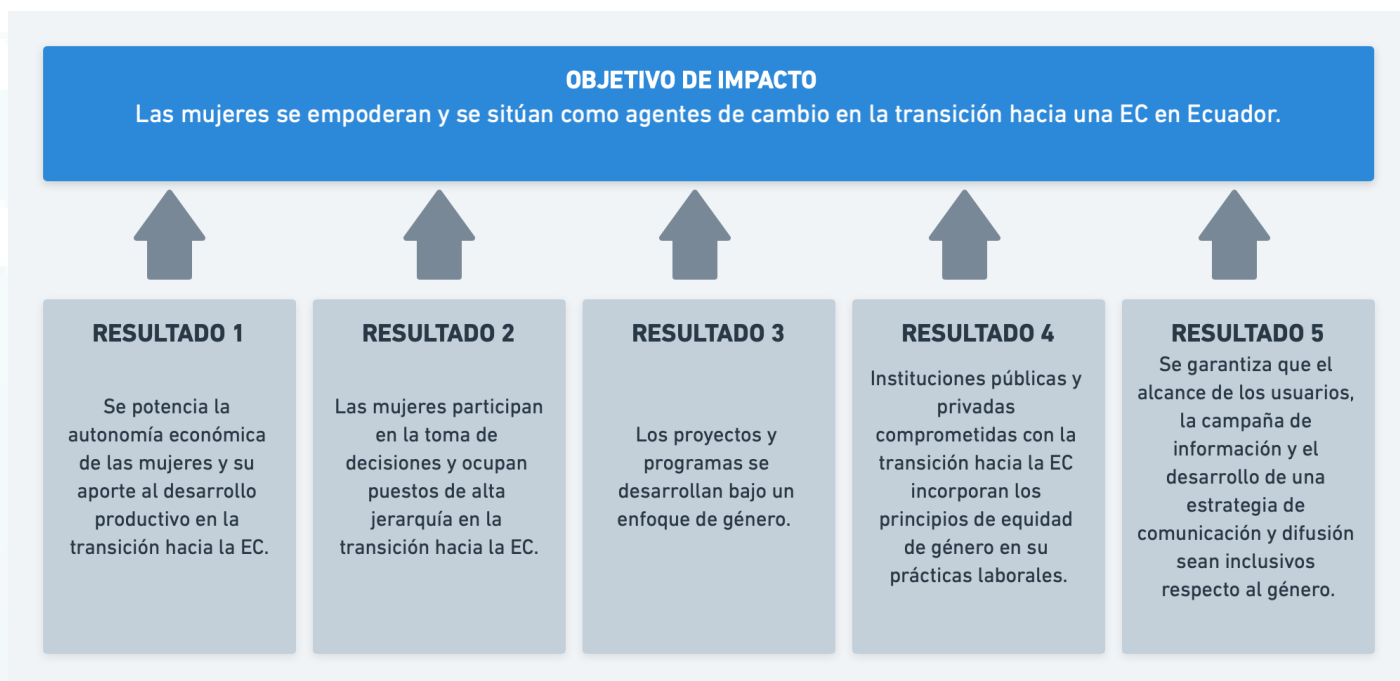 OBJETIVO DE IMPACTO
Las mujeres se empoderan y se sitúan como agentes de cambio en la transición hacia una EC en Ecuador.
RESULTADO 1
Se potencia la
autonomía económica
de las mujeres y su
aporte al desarrollo
productivo en la
transición hacia la EC.
RESULTADO 2
Las mujeres participan
en la toma de
decisiones y ocupan
puestos de alta
jerarquía en la
transición hacia la EC.
RESULTADO 3
Los proyectos y
programas se
desarrollan bajo un
enfoque de género.
RESULTADO 4
Instituciones públicas y
privadas
comprometidas con la
transición hacia la EC
incorporan los
principios de equidad
de género en su
prácticas laborales.
RESULTADO 5
Se garantiza que el
alcance de los usuarios,
la campaña de
información y el
desarrollo de una
estrategia de
comunicación y difusión
sean inclusivos
respecto al género.